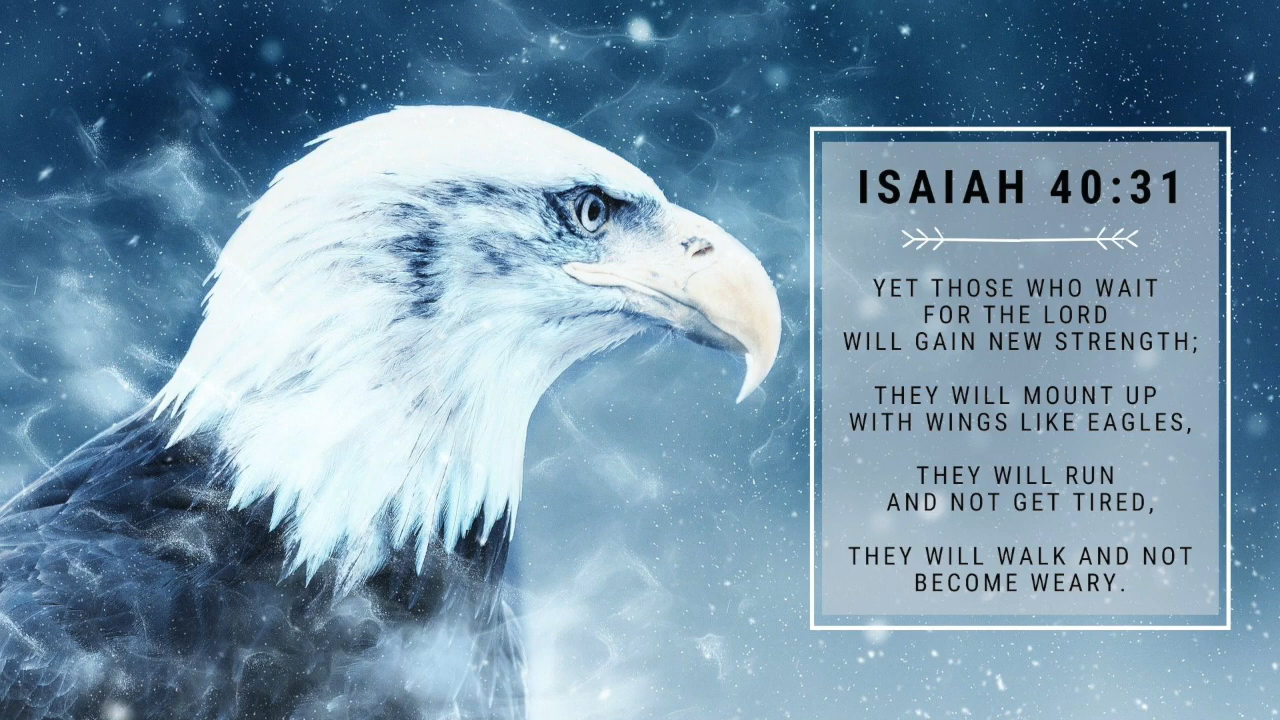 ISAIAH 40:31
YET THOSE WHO WAIT
FOR THE LORD
WILL GAIN NEW STRENGTH;
THEY WILL MOUNT UP
WITH WINGS LIKE EAGLES,
THEY WILL RUN
AND NOT GET TIRED,
THEY WILL WALK AND NOT
BECOME WEARY.